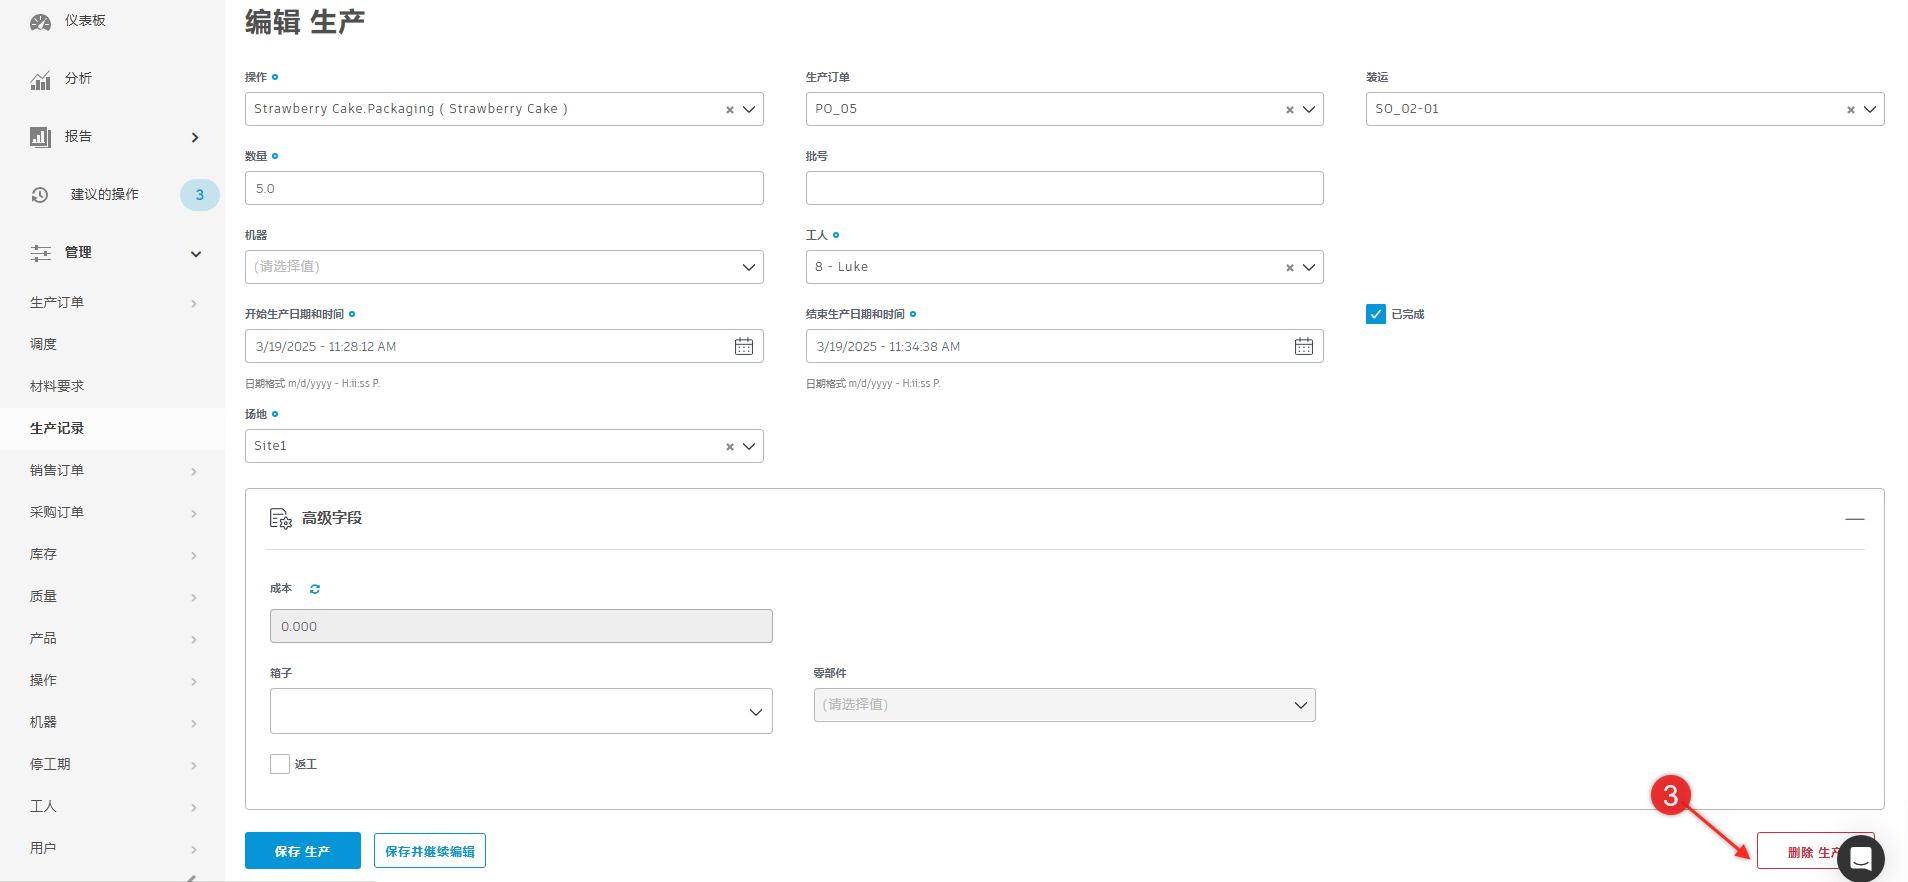 仪表板
分析
报告
建议的操作 3
管理
生产订单
调度
材料要求
生产记录
销售订单
采购订单
库存
质量
产品
操作
机器
停工期
工人
用户
编辑 生产
操作 生产订单 装运
Strawberry Cake.Packaging ( Strawberry Cake ) PO_05 SO_02-01
数量 批号
5.0
机器 工人
(请选择值) 8 - Luke
开始生产日期和时间 结束生产日期和时间 已完成
3/19/2025 - 11:28:12 AM 3/19/2025 - 11:34:38 AM
日期格式 m/d/yyyy - H:ii:ss P. 日期格式 m/d/yyyy - H:ii:ss P.
场地
Site1
高级字段
成本
0.000
箱子 零部件
(请选择值)
返工
3
保存 生产 保存并继续编辑 删除 生产